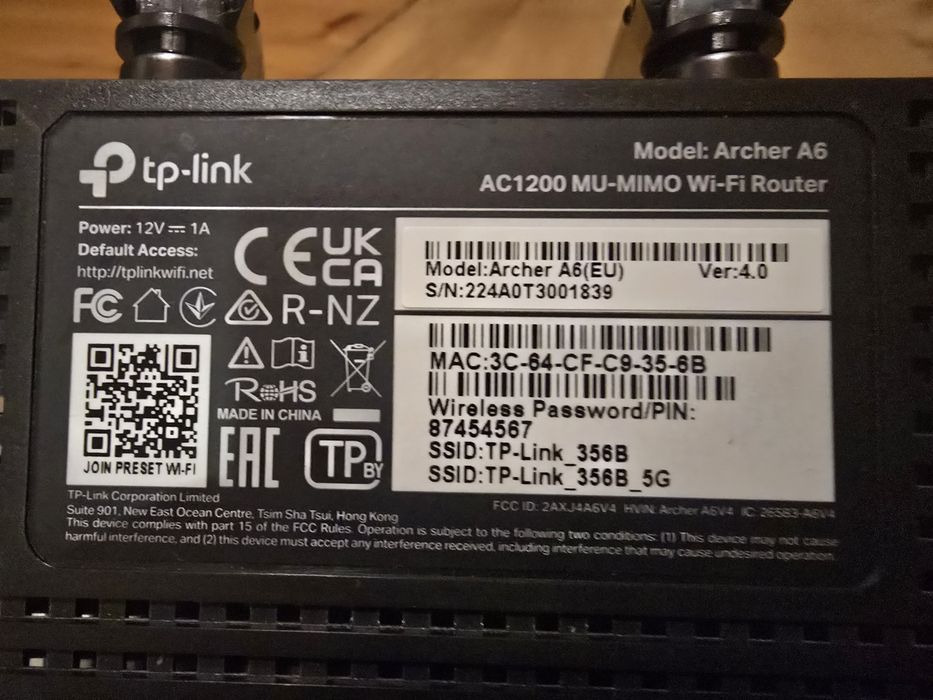 tp-link
Model: Archer A6
AC1200 MU-MIMO Wi-Fi Router
Power: 12V⎓1A
Default Access:
http://tplinkwifi.net
CE
UK
CA
FC
R-NZ
Model:Archer A6(EU) Ver:4.0
S/N:224A0T3001839
MAC:3C-64-CF-C9-35-6B
Wireless Password/PIN:
87454567
SSID:TP-Link_356B
SSID:TP-Link_356B_5G
RoHS
MADE IN CHINA
EAC
TP BY
JOIN PRESET WI-FI
TP-Link Corporation Limited
Suite 901, New East Ocean Centre, Tsim Sha Tsui, Hong Kong
FCC ID: 2AXJ4A6V4 HVIN: Archer A6V4 IC: 26583-A6V4
This device complies with part 15 of the FCC Rules. Operation is subject to the following two conditions: (1) This device may not cause
harmful interference, and (2) this device must accept any interference received, including interference that may cause undesired operation.